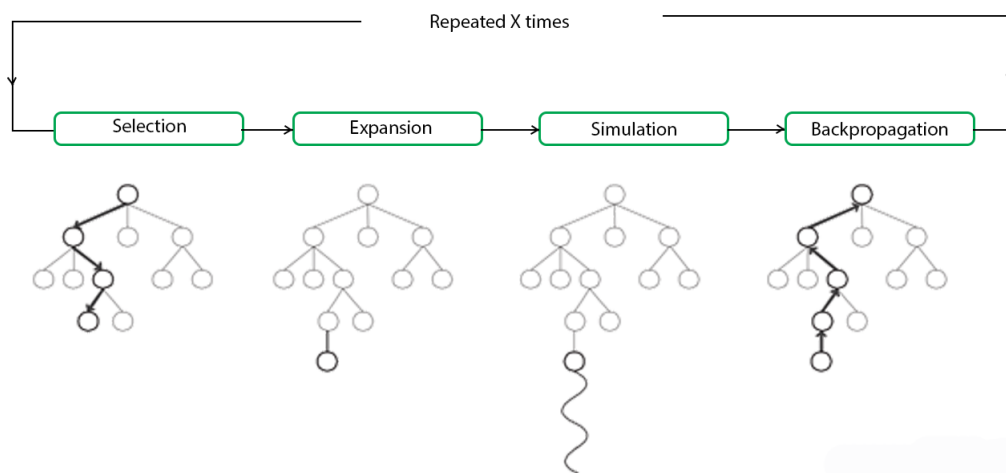 Repeated X times
Selection
Expansion
Simulation
Backpropagation